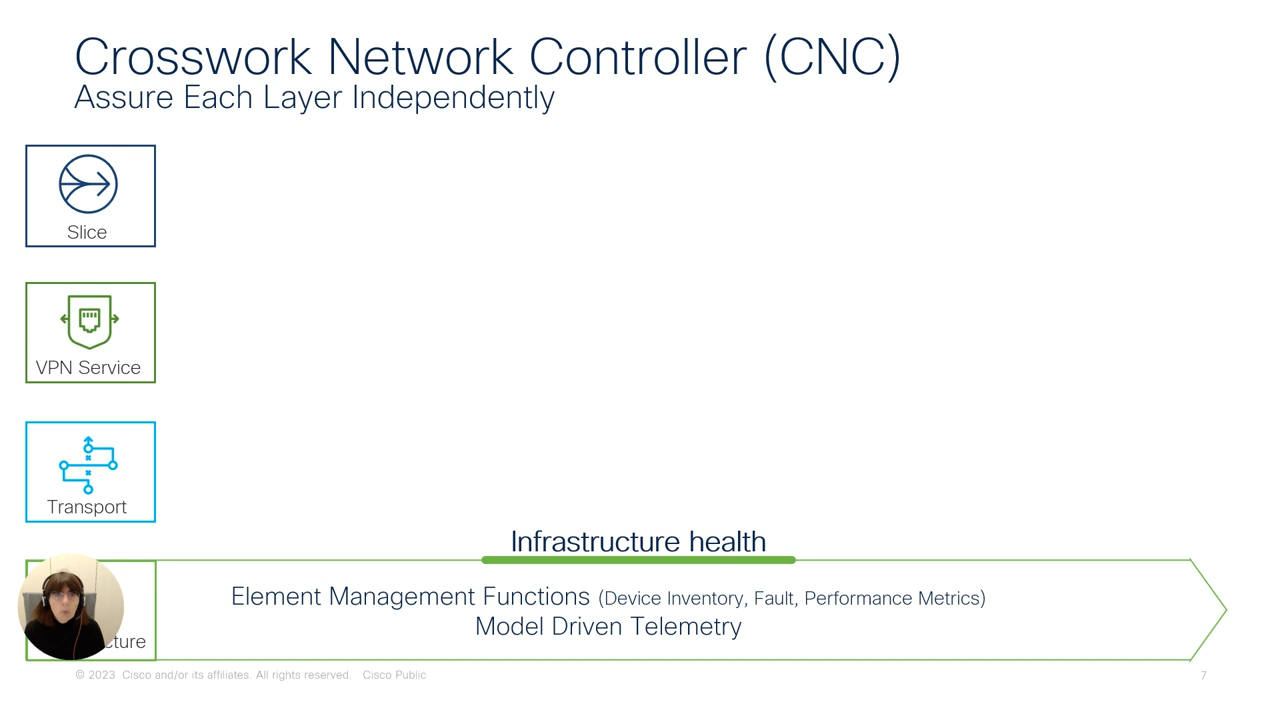 Crosswork Network Controller (CNC)
Assure Each Layer Independently
Slice
VPN Service
Transport
Infrastructure health
Element Management Functions (Device Inventory, Fault, Performance Metrics)
Model Driven Telemetry
cture
© 2023 Cisco and/or its affiliates. All rights reserved. Cisco Public
7